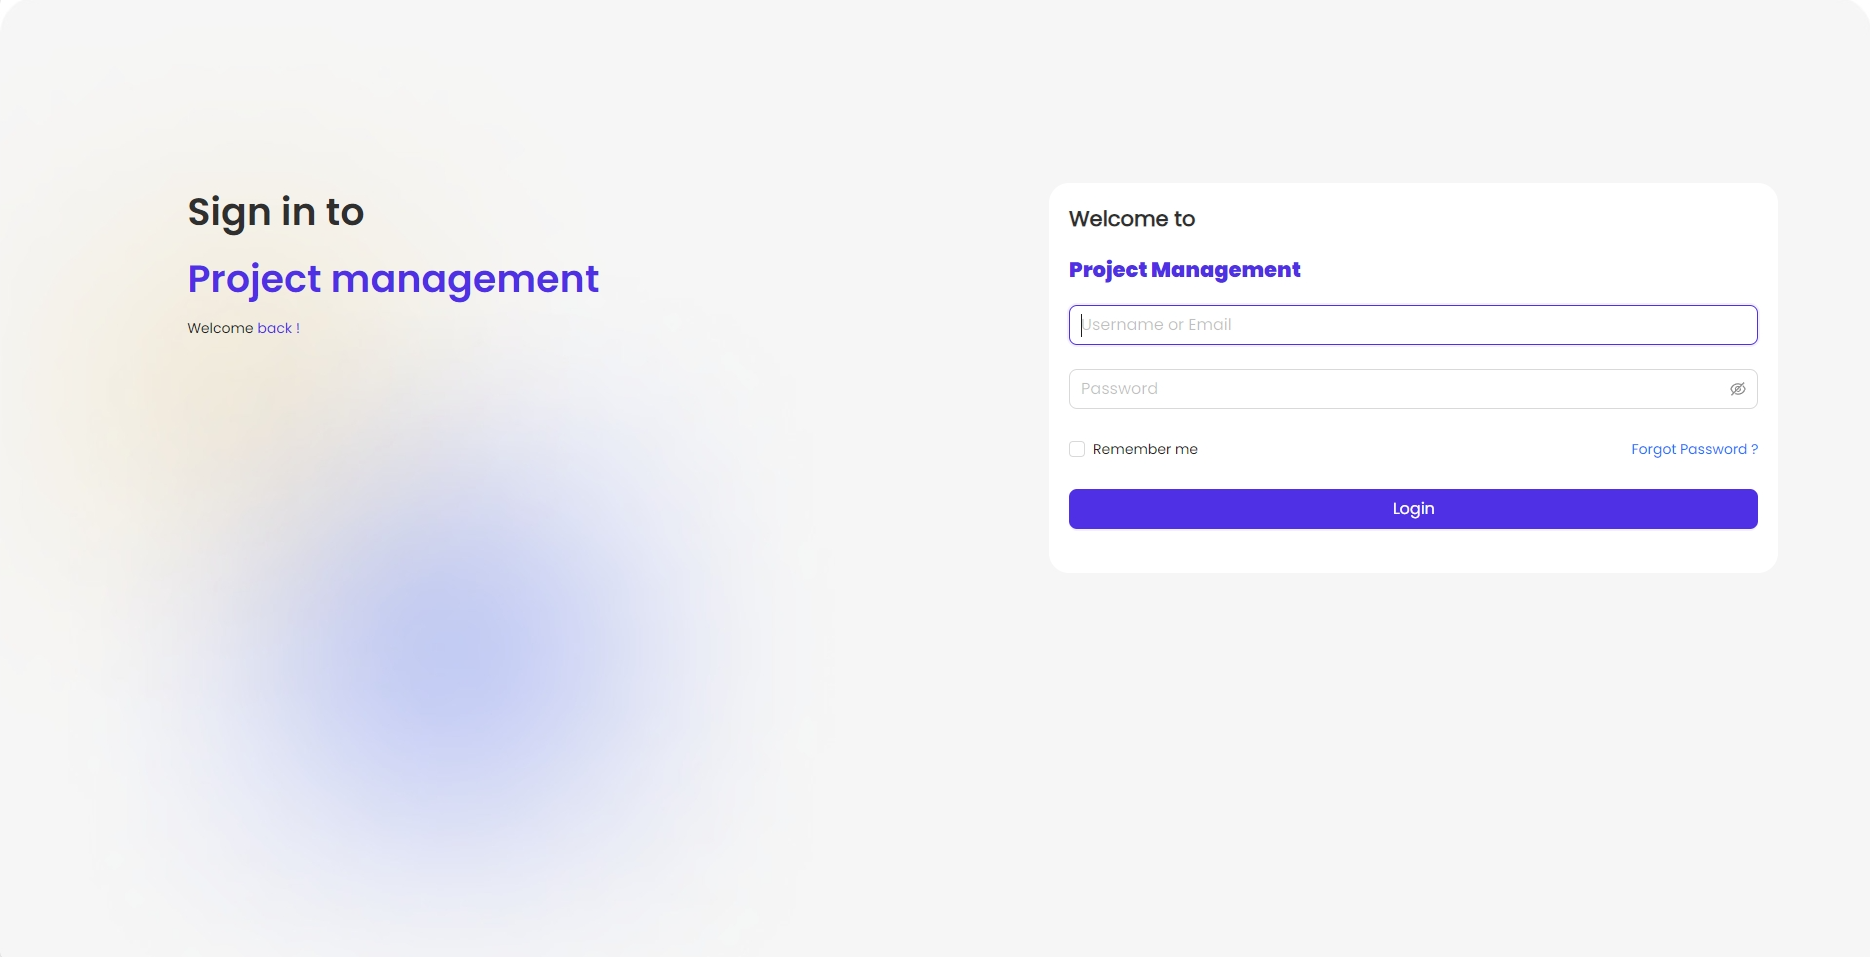 Sign in to
Project management
Welcome back !
Welcome to
Project Management
Username or Email
Password
Remember me
Forgot Password ?
Login